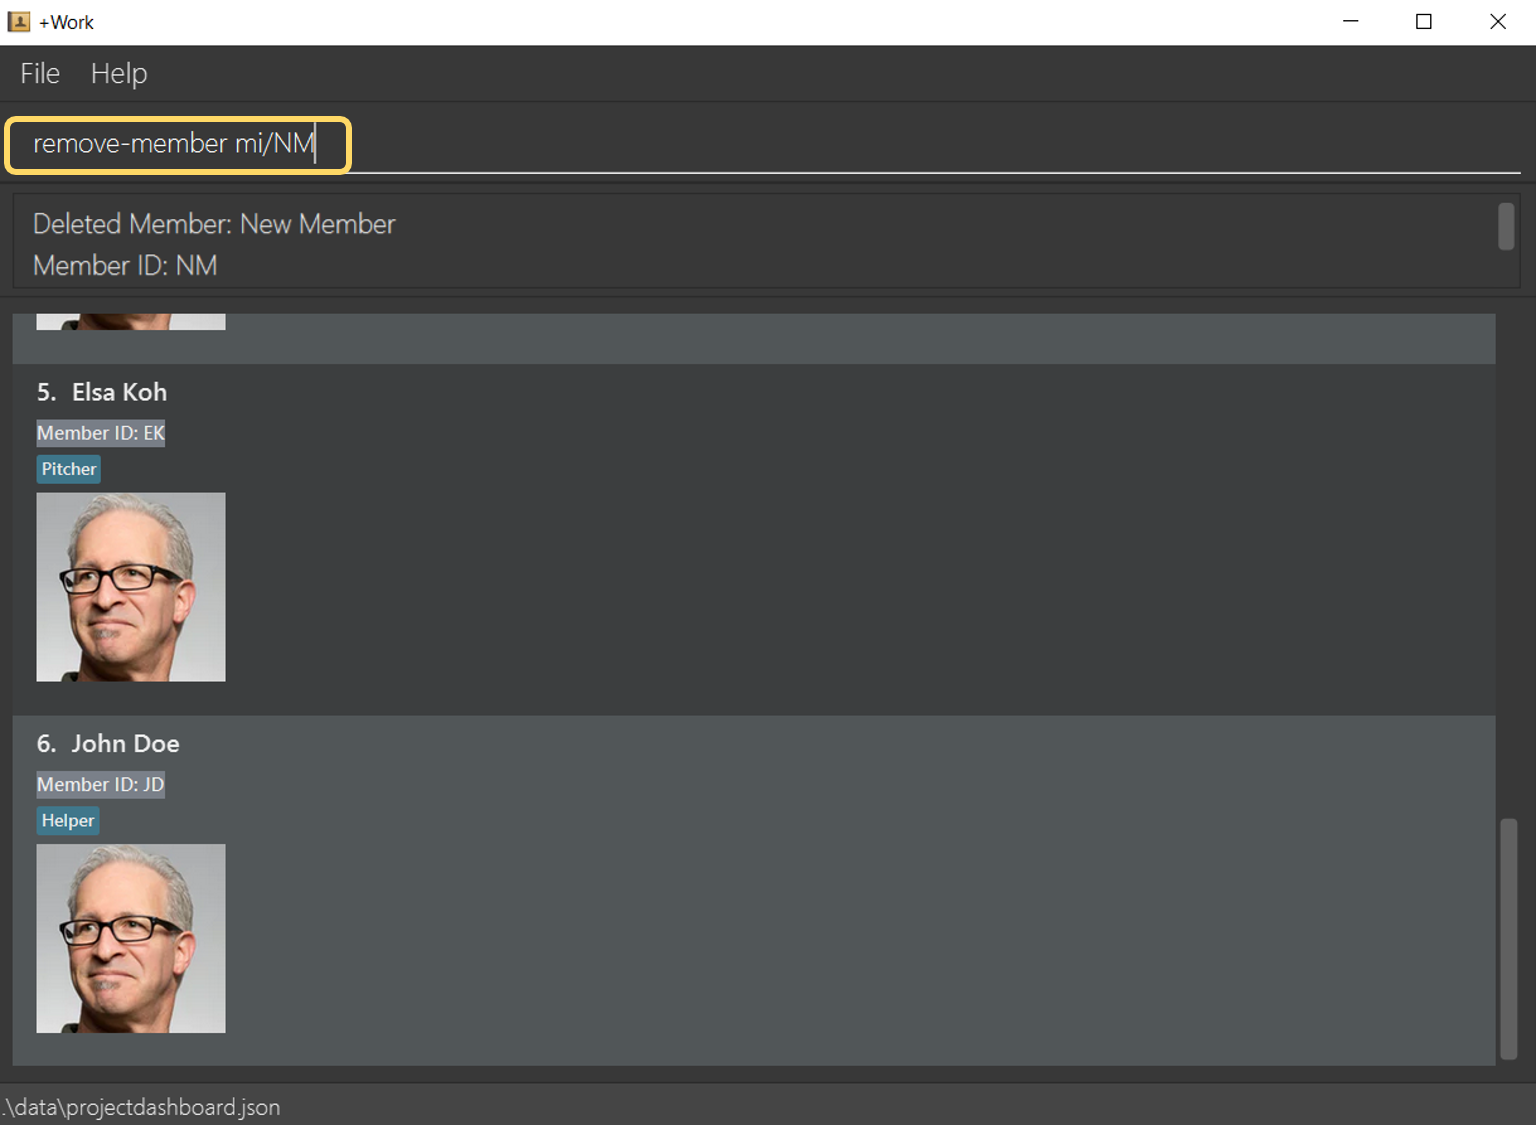 +Work
File Help
remove-member mi/NM
Deleted Member: New Member
Member ID: NM
5. Elsa Koh
Member ID: EK
Pitcher
6. John Doe
Member ID: JD
Helper
.\data\projectdashboard.json